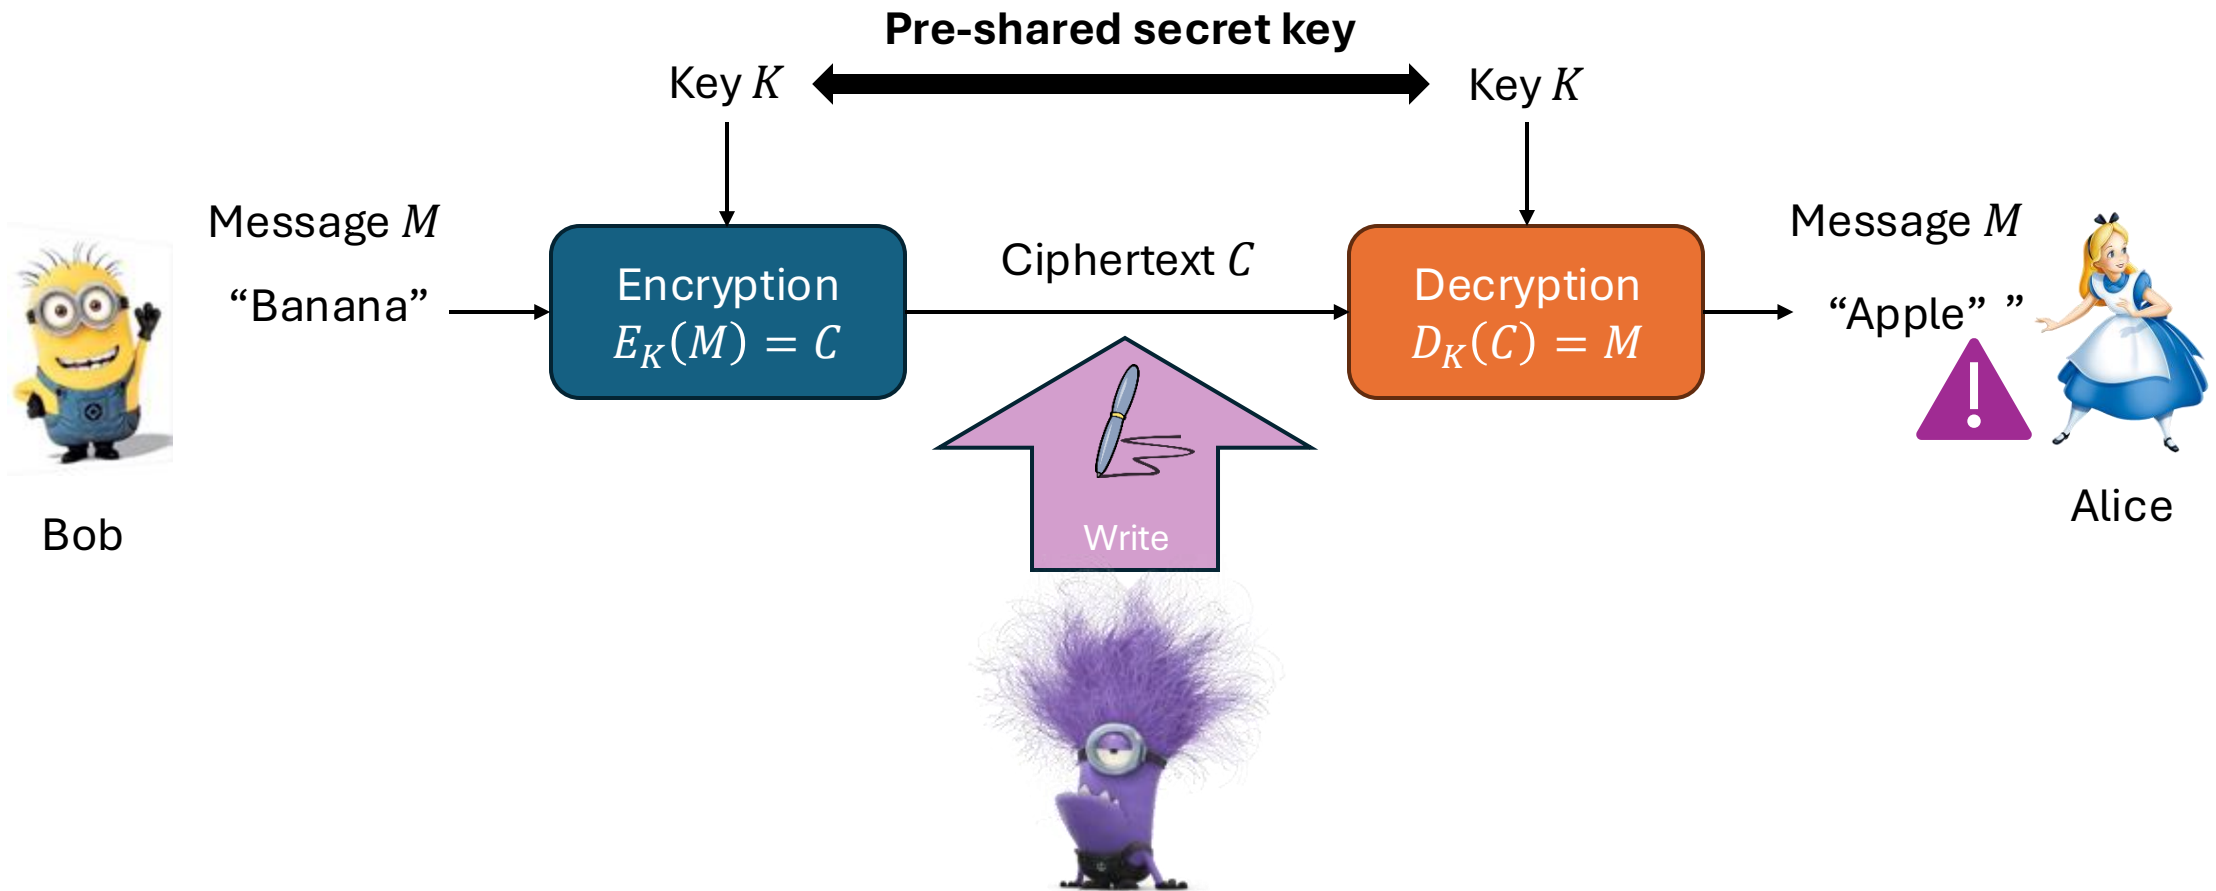 Pre-shared secret key
Key K
Key K
Message M
“Banana”
Encryption
E_K(M) = C
Ciphertext C
Decryption
D_K(C) = M
Message M
“Apple” ”
Write
Bob
Alice